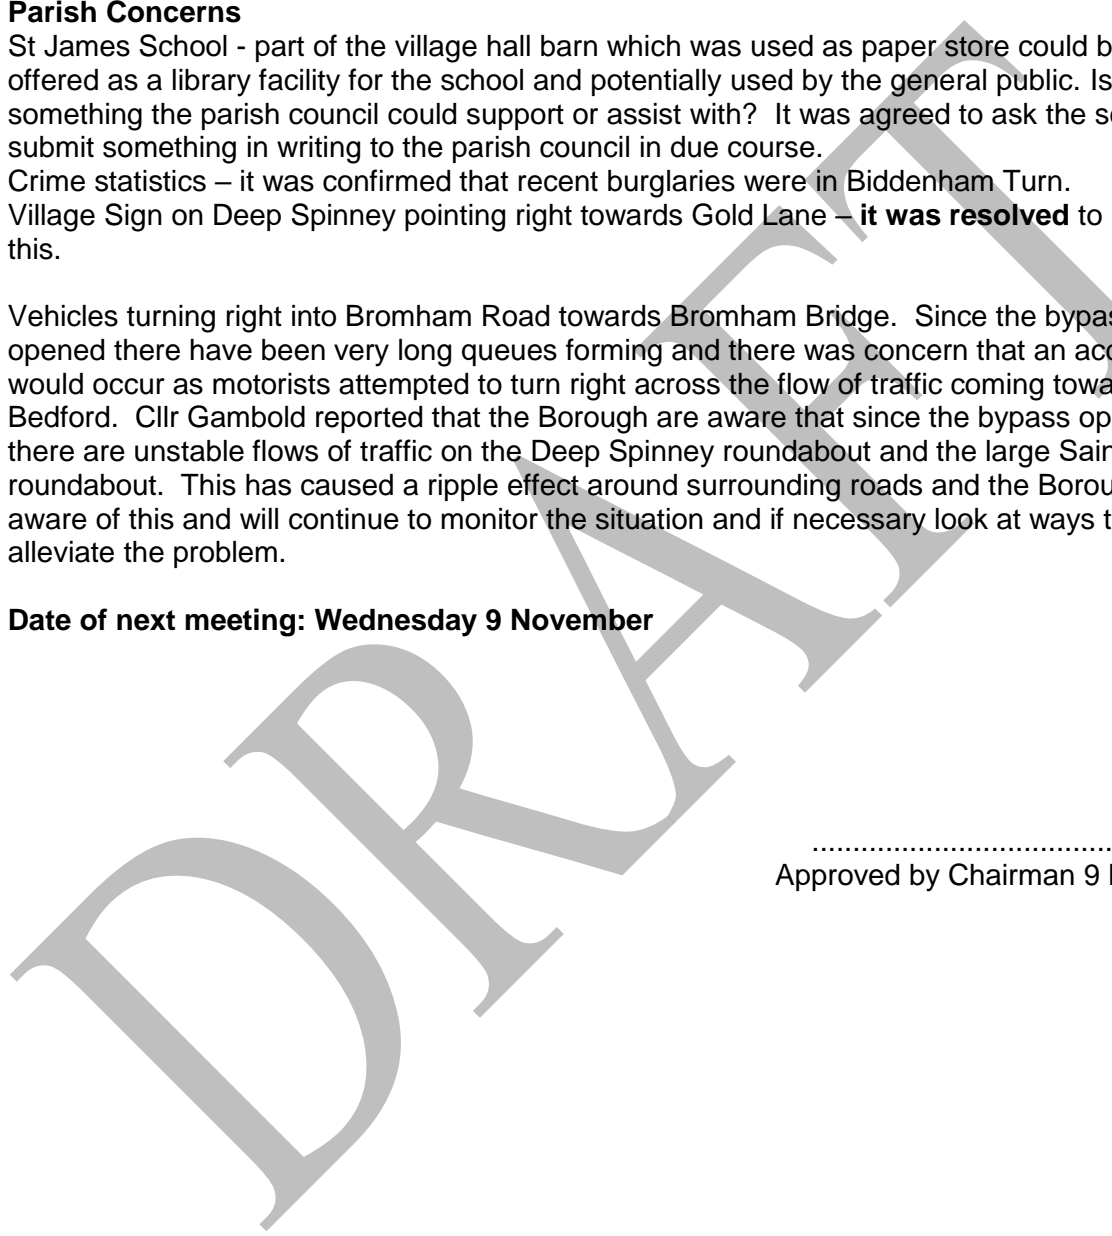 Parish Concerns
St James School - part of the village hall barn which was used as paper store could
offered as a library facility for the school and potentially used by the general public. Is
something the parish council could support or assist with? It was agreed to ask the
submit something in writing to the parish council in due course.
Crime statistics – it was confirmed that recent burglaries were in Biddenham Turn.
Village Sign on Deep Spinney pointing right towards Gold Lane – it was resolved to
this.
Vehicles turning right into Bromham Road towards Bromham Bridge. Since the
opened there have been very long queues forming and there was concern that an
would occur as motorists attempted to turn right across the flow of traffic coming
Bedford. Cllr Gambold reported that the Borough are aware that since the bypass
there are unstable flows of traffic on the Deep Spinney roundabout and the large
roundabout. This has caused a ripple effect around surrounding roads and the
aware of this and will continue to monitor the situation and if necessary look at ways
alleviate the problem.
Date of next meeting: Wednesday 9 November
.....................................
Approved by Chairman 9
DRAFT